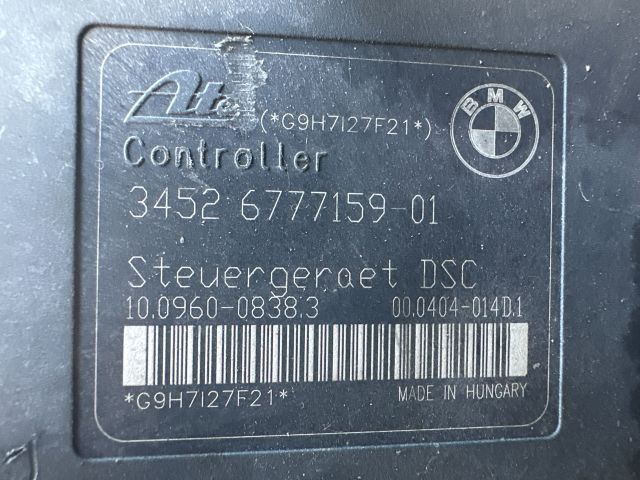 Ate (*G9H7I27F21*) BMW
Controller
3452 6777159-01
Steuergeraet DSC
10.0960-0838.3 00.0404-014D.1
*G9H7I27F21* MADE IN HUNGARY